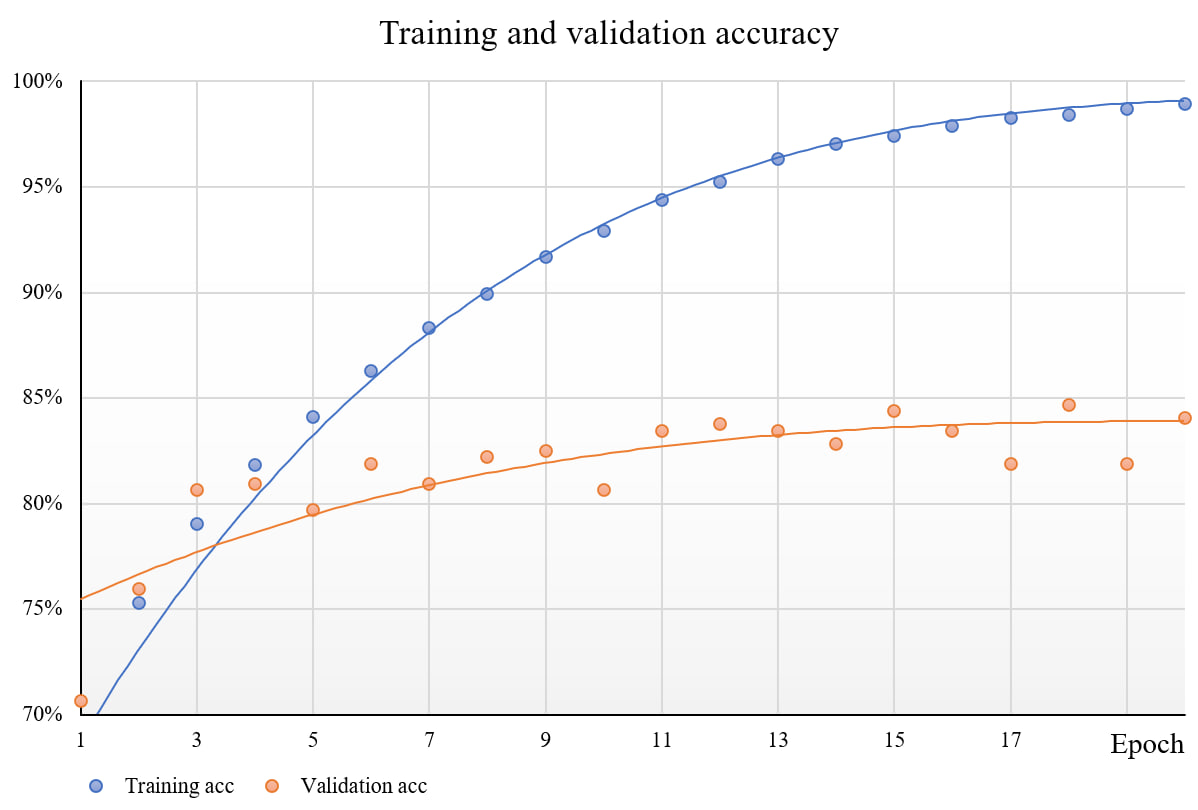 Training and validation accuracy
100%
95%
90%
85%
80%
75%
70%
1 3 5 7 9 11 13 15 17 Epoch
Training acc Validation acc